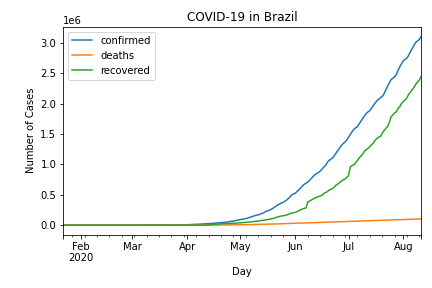 COVID-19 in Brazil
1e6
confirmed
deaths
recovered
Number of Cases
3.0
2.5
2.0
1.5
1.0
0.5
0.0
Feb Mar Apr May Jun Jul Aug
2020
Day